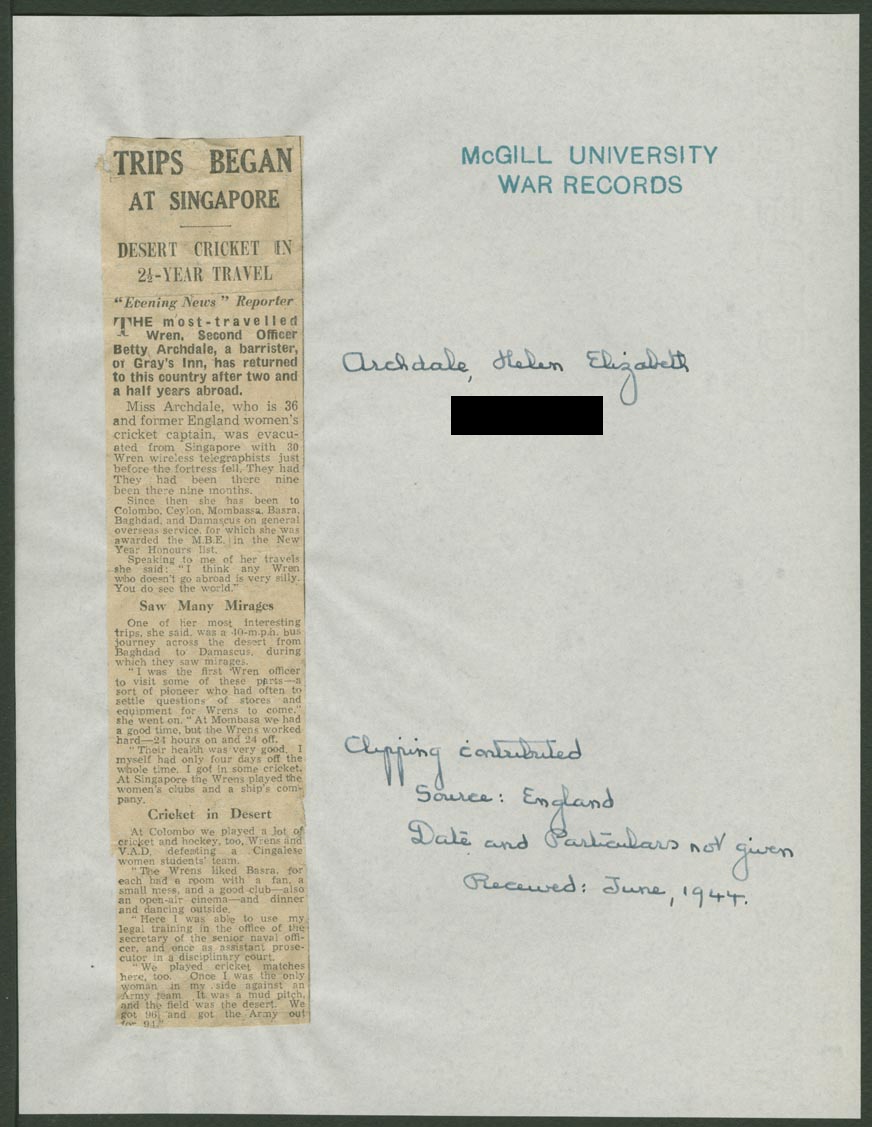 TRIPS BEGAN
AT SINGAPORE
DESERT CRICKET IN
2½-YEAR TRAVEL
"Evening News" Reporter
THE most-travelled
Wren, Second Officer
Betty Archdale, a barrister,
of Gray's Inn, has returned
to this country after two and
a half years abroad.
Miss Archdale, who is 36
and former England women's
cricket captain, was evacu-
ated from Singapore with 30
Wren wireless telegraphists just
before the fortress fell. They had
They had been there nine
been there nine months.
Since then she has been to
Colombo, Ceylon, Mombassa, Basra,
Baghdad, and Damascus on general
overseas service, for which she was
awarded the M.B.E. in the New
Year Honours list.
Speaking to me of her travels
she said: "I think any Wren
who doesn't go abroad is very silly.
You do see the world."
Saw Many Mirages
One of her most interesting
trips, she said, was a 40-m.p.h. bus
journey across the desert from
Baghdad to Damascus, during
which they saw mirages.
"I was the first Wren officer
to visit some of these parts—a
sort of pioneer who had often to
settle questions of stores and
equipment for Wrens to come,"
she went on. "At Mombasa we had
a good time, but the Wrens worked
hard—24 hours on and 24 off.
"Their health was very good. I
myself had only four days off the
whole time. I got in some cricket.
At Singapore the Wrens played the
women's clubs and a ship's com-
pany.
Cricket in Desert
"At Colombo we played a lot of
cricket and hockey, too, Wrens and
V.A.D. defeating a Cingalese
women students' team.
"The Wrens liked Basra, for
each had a room with a fan, a
small mess, and a good club—also
an open-air cinema—and dinner
and dancing outside.
"Here I was able to use my
legal training in the office of the
secretary of the senior naval offi-
cer, and once as assistant prose-
cutor in a disciplinary court.
"We played cricket matches
here, too. Once I was the only
woman in my side against an
Army team. It was a mud pitch,
and the field was the desert. We
got 96, and got the Army out
for 94."
McGILL UNIVERSITY
WAR RECORDS
Archdale, Helen Elizabeth
Clipping contributed
Source: England
Date and Particulars not given
Received: June, 1944.